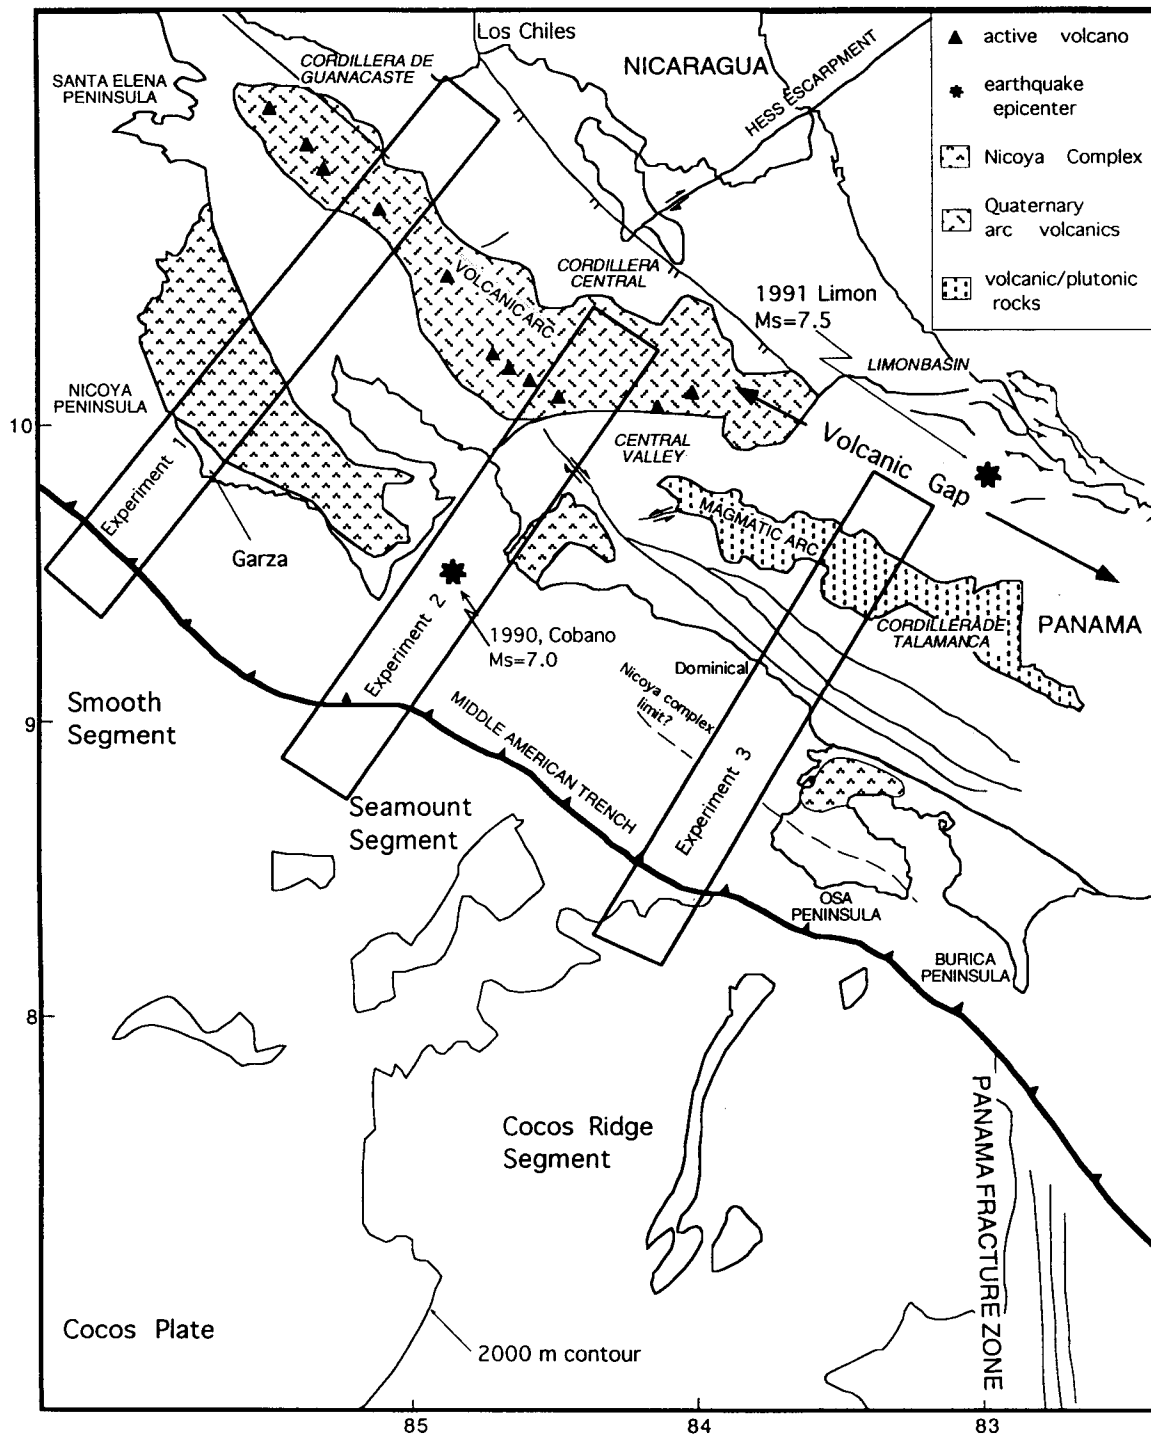 Los Chiles
CORDILLERA DE
GUANACASTE
SANTA ELENA
PENINSULA
NICARAGUA
HESS ESCARPMENT
active volcano
earthquake
epicenter
Nicoya Complex
Quaternary
arc volcanics
volcanic/plutonic
rocks
VOLCANIC ARC
CORDILLERA
CENTRAL
1991 Limon
Ms=7.5
LIMONBASIN
NICOYA
PENINSULA
10
CENTRAL
VALLEY
Volcanic Gap
Experiment 1
Garza
MAGMATIC ARC
CORDILLERADE
TALAMANCA
PANAMA
1990, Cobano
Ms=7.0
Experiment 2
Dominical
Nicoya complex
limit?
Smooth
Segment
9
MIDDLE AMERICAN TRENCH
Experiment 3
Seamount
Segment
OSA
PENINSULA
BURICA
PENINSULA
8
PANAMA FRACTURE ZONE
Cocos Ridge
Segment
Cocos Plate
2000 m contour
85
84
83